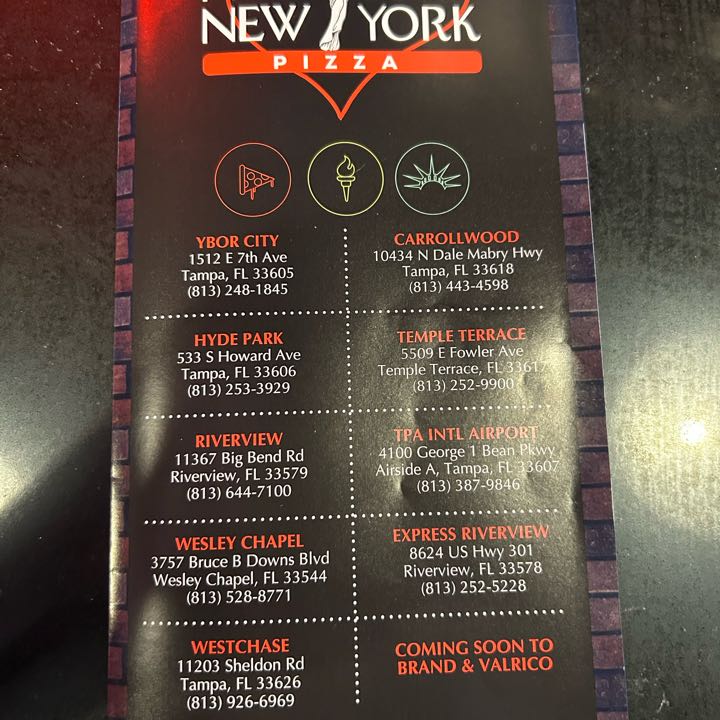 NEW YORK
PIZZA
YBOR CITY
1512 E 7th Ave
Tampa, FL 33605
(813) 248-1845
CARROLLWOOD
10434 N Dale Mabry Hwy
Tampa, FL 33618
(813) 443-4598
HYDE PARK
533 S Howard Ave
Tampa, FL 33606
(813) 253-3929
TEMPLE TERRACE
5509 E Fowler Ave
Temple Terrace, FL 33617
(813) 252-9900
RIVERVIEW
11367 Big Bend Rd
Riverview, FL 33579
(813) 644-7100
TPA INTL AIRPORT
4100 George 1 Bean Pkwy
Airside A, Tampa, FL 33607
(813) 387-9846
WESLEY CHAPEL
3757 Bruce B Downs Blvd
Wesley Chapel, FL 33544
(813) 528-8771
EXPRESS RIVERVIEW
8624 US Hwy 301
Riverview, FL 33578
(813) 252-5228
WESTCHASE
11203 Sheldon Rd
Tampa, FL 33626
(813) 926-6969
COMING SOON TO
BRAND & VALRICO